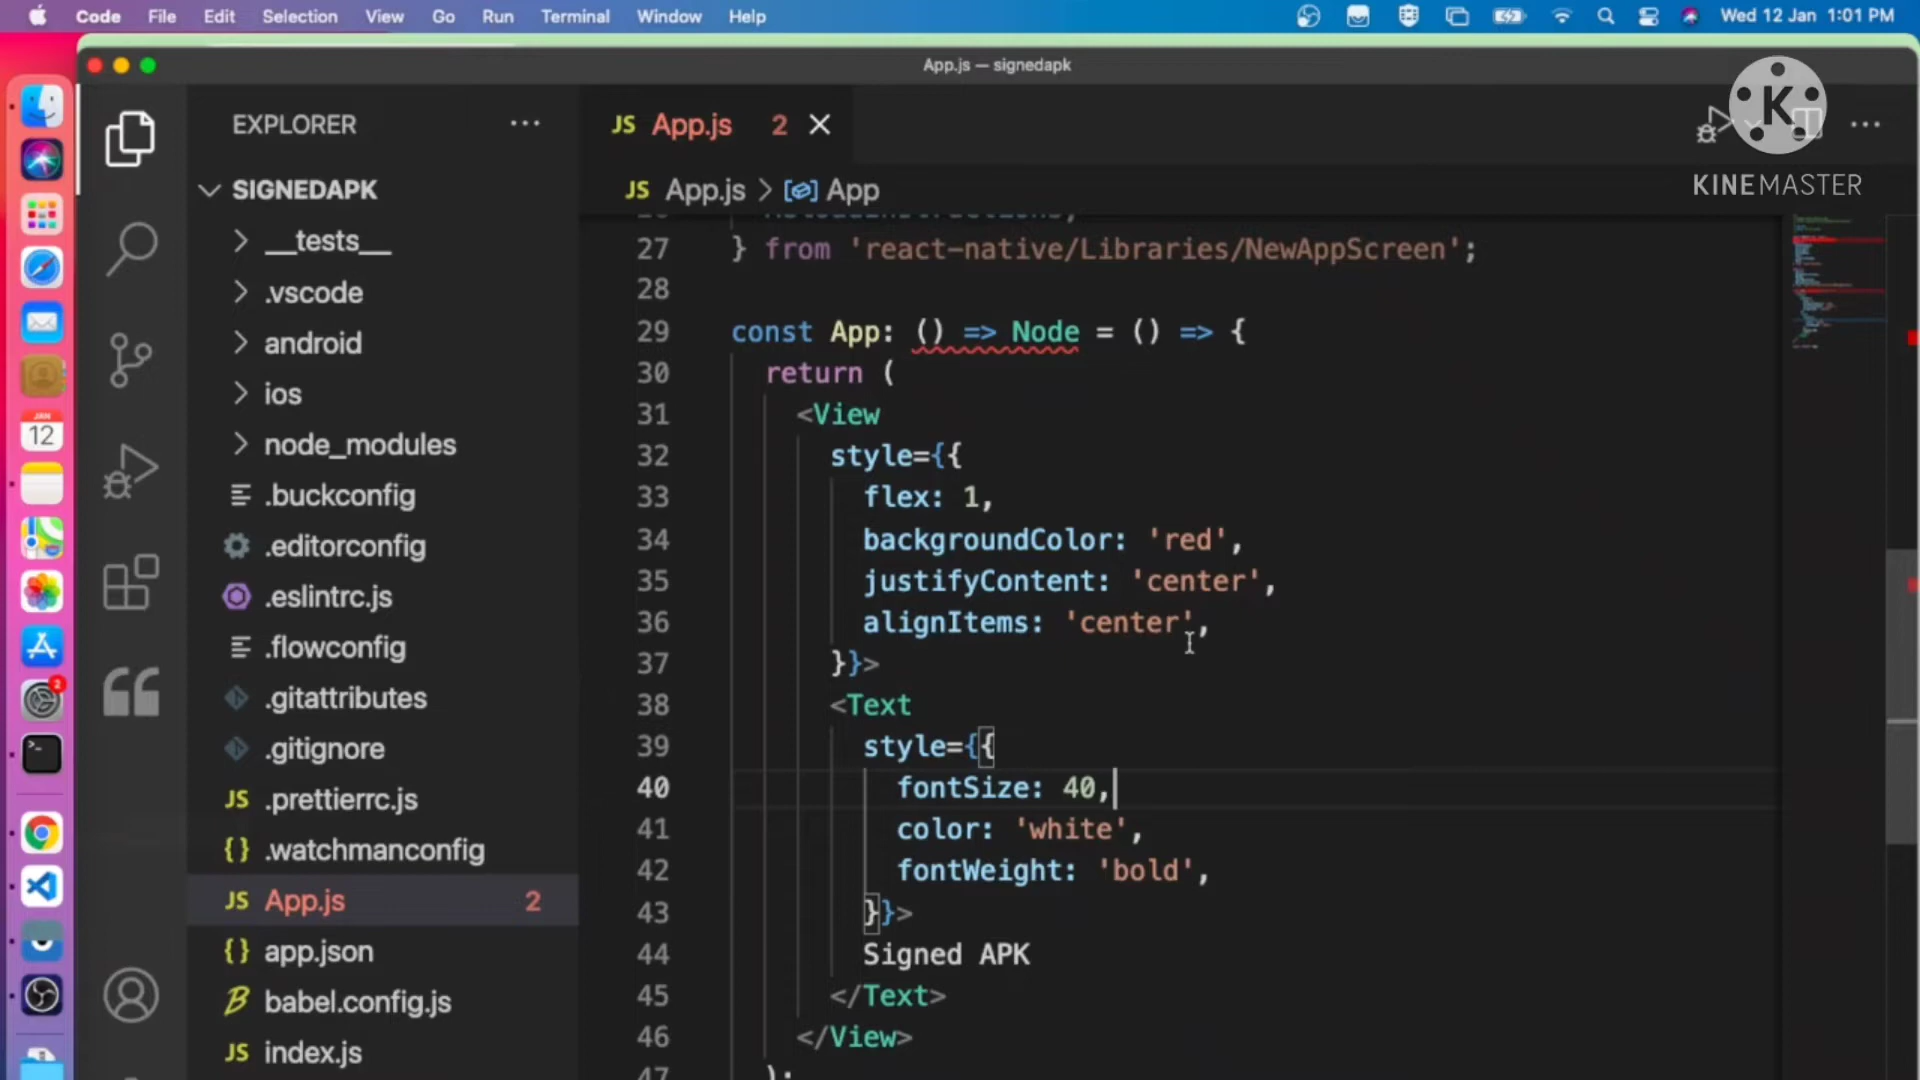 Code File Edit Selection View Go Run Terminal Window Help Wed 12 Jan 1:01 PM
App.js — signedapk
K
KINEMASTER
EXPLORER
SIGNEDAPK
__tests__
.vscode
android
ios
node_modules
.buckconfig
.editorconfig
.eslintrc.js
.flowconfig
.gitattributes
.gitignore
JS .prettierrc.js
{} .watchmanconfig
JS App.js 2
{} app.json
babel.config.js
JS index.js
JAN
12
2
JS App.js 2
JS App.js > App
27 } from 'react-native/Libraries/NewAppScreen';
28
29 const App: () => Node = () => {
30 return (
31 <View
32 style={{
33 flex: 1,
34 backgroundColor: 'red',
35 justifyContent: 'center',
36 alignItems: 'center',
37 }}>
38 <Text
39 style={{
40 fontSize: 40,
41 color: 'white',
42 fontWeight: 'bold',
43 }}>
44 Signed APK
45 </Text>
46 </View>
47 );